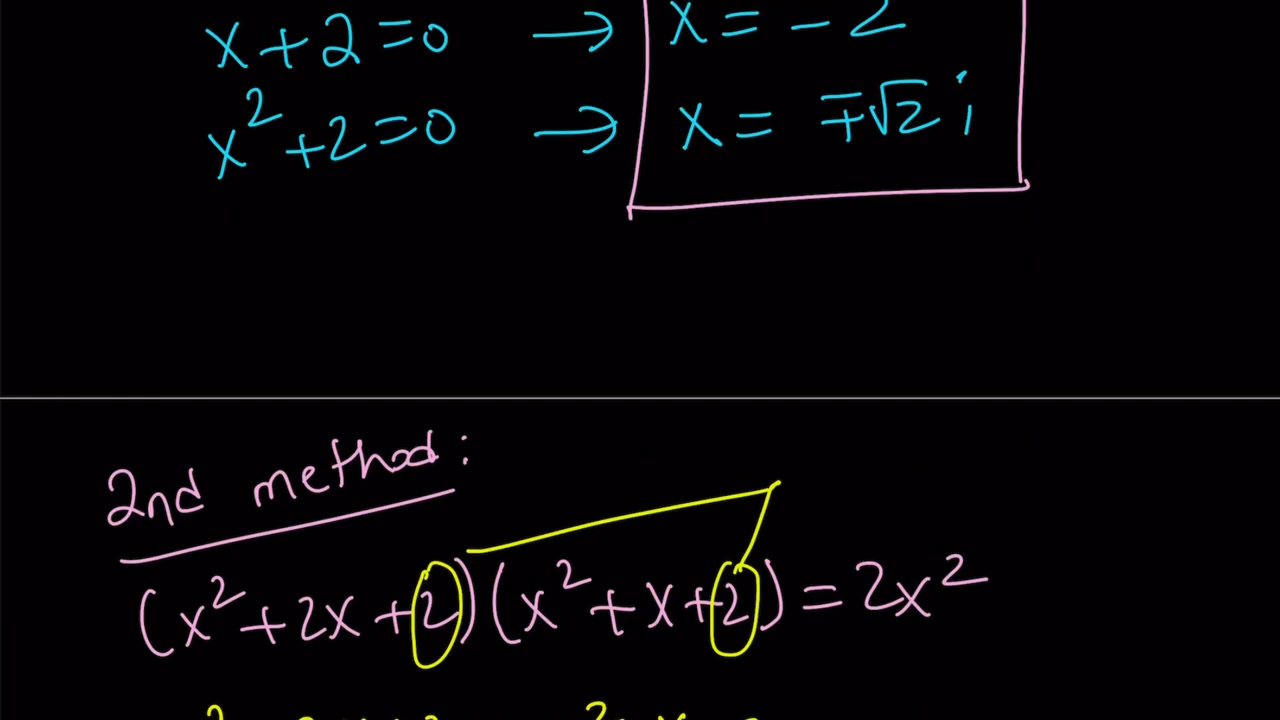 x+2=0 → x = -2
x²+2=0 → x = ∓√2 i
2nd method:
(x²+2x+2)(x²+x+2) = 2x²